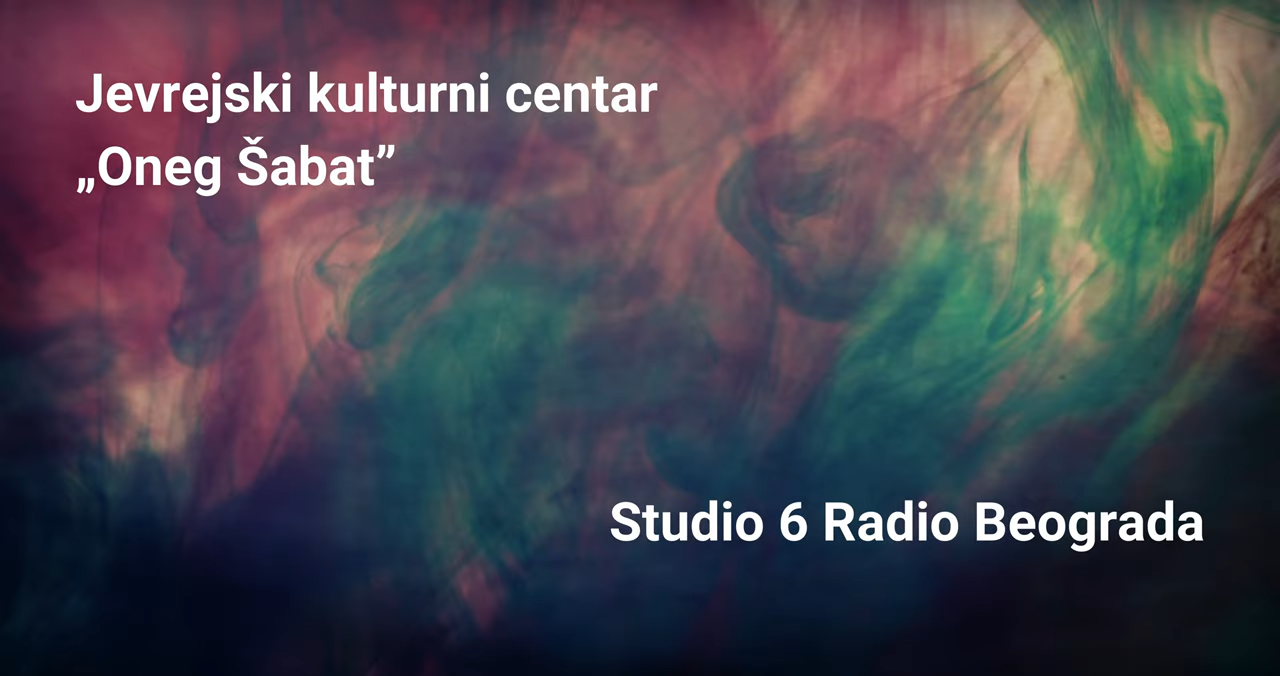 Jevrejski kulturni centar
„Oneg Šabat”
Studio 6 Radio Beograda